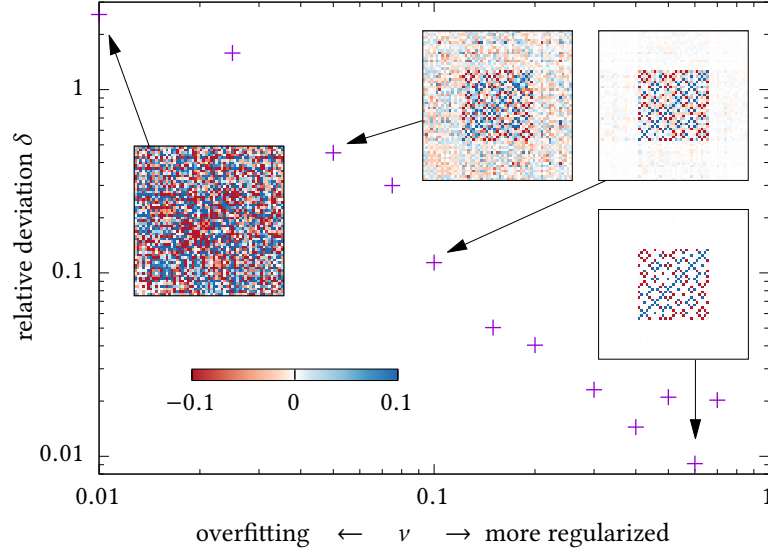 1
relative deviation δ
0.1
−0.1 0 0.1
0.01
0.01 0.1 1
overfitting ← ν → more regularized